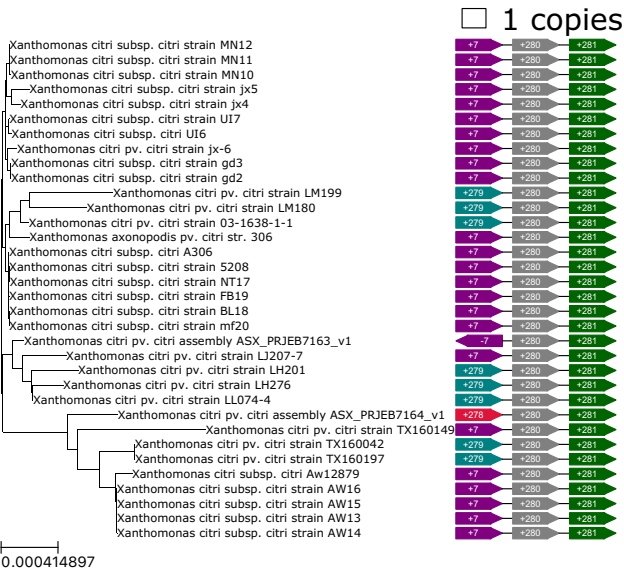 1 copies
Xanthomonas citri subsp. citri strain MN12 +7 +280 +281
Xanthomonas citri subsp. citri strain MN11 +7 +280 +281
Xanthomonas citri subsp. citri strain MN10 +7 +280 +281
Xanthomonas citri subsp. citri strain jx5 +7 +280 +281
Xanthomonas citri subsp. citri strain jx4 +7 +280 +281
Xanthomonas citri subsp. citri strain UI7 +7 +280 +281
Xanthomonas citri subsp. citri UI6 +7 +280 +281
Xanthomonas citri pv. citri strain jx-6 +7 +280 +281
Xanthomonas citri subsp. citri strain gd3 +7 +280 +281
Xanthomonas citri subsp. citri strain gd2 +7 +280 +281
Xanthomonas citri pv. citri strain LM199 +279 +280 +281
Xanthomonas citri pv. citri strain LM180 +279 +280 +281
Xanthomonas citri pv. citri strain 03-1638-1-1 +279 +280 +281
Xanthomonas axonopodis pv. citri str. 306 +7 +280 +281
Xanthomonas citri subsp. citri A306 +7 +280 +281
Xanthomonas citri subsp. citri strain 5208 +7 +280 +281
Xanthomonas citri subsp. citri strain NT17 +7 +280 +281
Xanthomonas citri subsp. citri strain FB19 +7 +280 +281
Xanthomonas citri subsp. citri strain BL18 +7 +280 +281
Xanthomonas citri subsp. citri strain mf20 +7 +280 +281
Xanthomonas citri pv. citri assembly ASX_PRJEB7163_v1 -7 +280 +281
Xanthomonas citri pv. citri strain LJ207-7 +7 +280 +281
Xanthomonas citri pv. citri strain LH201 +279 +280 +281
Xanthomonas citri pv. citri strain LH276 +279 +280 +281
Xanthomonas citri pv. citri strain LL074-4 +279 +280 +281
Xanthomonas citri pv. citri assembly ASX_PRJEB7164_v1 +278 +280 +281
Xanthomonas citri pv. citri strain TX160149 +7 +280 +281
Xanthomonas citri pv. citri strain TX160042 +279 +280 +281
Xanthomonas citri pv. citri strain TX160197 +279 +280 +281
Xanthomonas citri subsp. citri Aw12879 +7 +280 +281
Xanthomonas citri subsp. citri strain AW16 +7 +280 +281
Xanthomonas citri subsp. citri strain AW15 +7 +280 +281
Xanthomonas citri subsp. citri strain AW13 +7 +280 +281
Xanthomonas citri subsp. citri strain AW14 +7 +280 +281
0.000414897